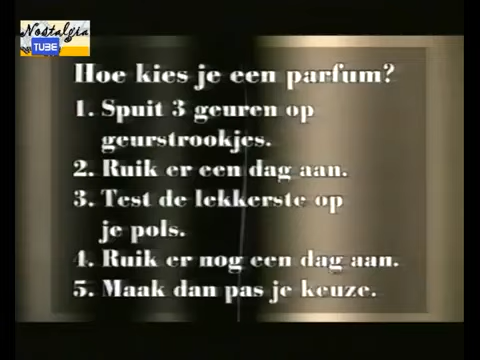 Nostalgia
TUBE
Hoe kies je een parfum?
1. Spuit 3 geuren op
geurstrookjes.
2. Ruik er een dag aan.
3. Test de lekkerste op
je pols.
4. Ruik er nog een dag aan.
5. Maak dan pas je keuze.